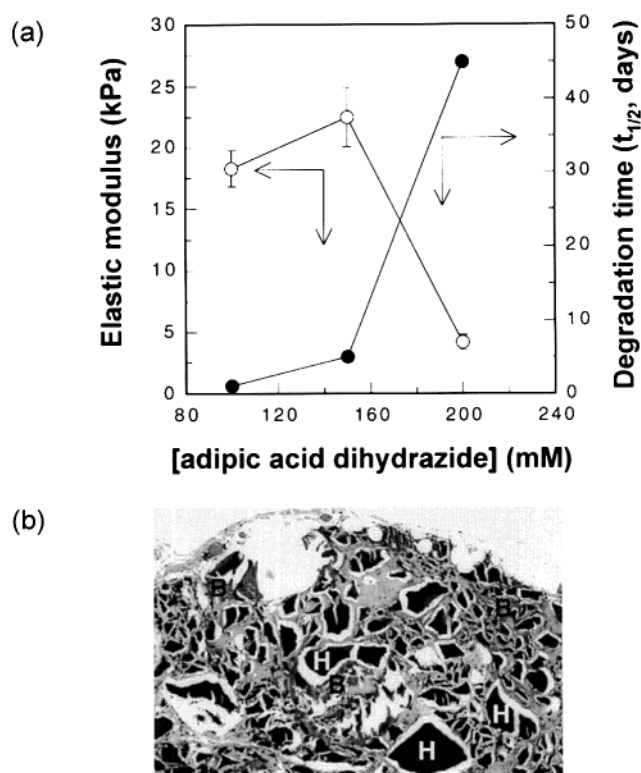 (a)
Elastic modulus (kPa)
30
25
20
15
10
5
0
50
40
30
20
10
0
Degradation time (t1/2, days)
80 120 160 200 240
[adipic acid dihydrazide] (mM)
(b)
B
B
H
B
H
H